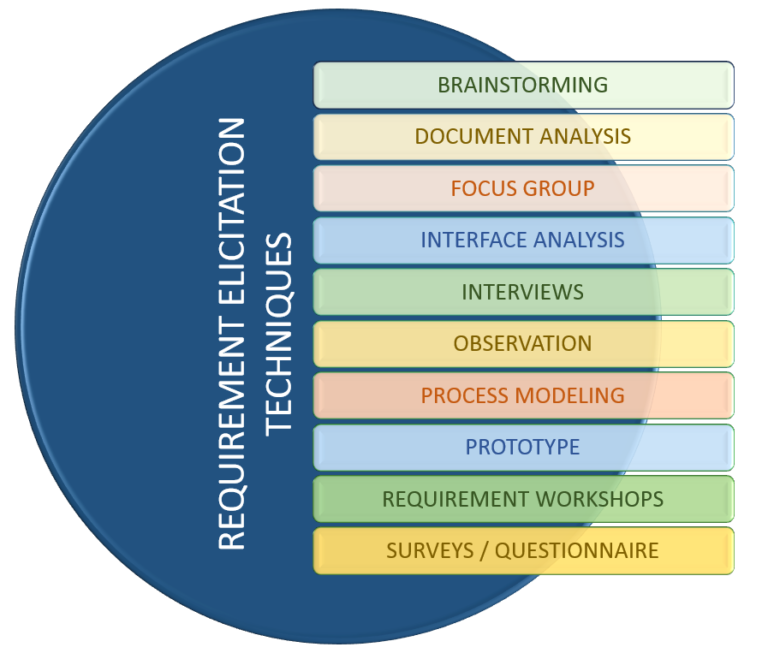 REQUIREMENT ELICITATION
TECHNIQUES
BRAINSTORMING
DOCUMENT ANALYSIS
FOCUS GROUP
INTERFACE ANALYSIS
INTERVIEWS
OBSERVATION
PROCESS MODELING
PROTOTYPE
REQUIREMENT WORKSHOPS
SURVEYS / QUESTIONNAIRE